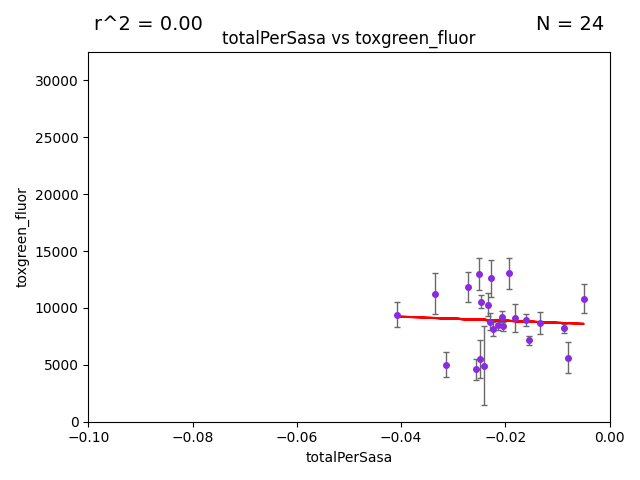 r^2 = 0.00
N = 24
totalPerSasa vs toxgreen_fluor
30000
25000
20000
15000
10000
5000
0
toxgreen_fluor
−0.10
−0.08
−0.06
−0.04
−0.02
0.00
totalPerSasa